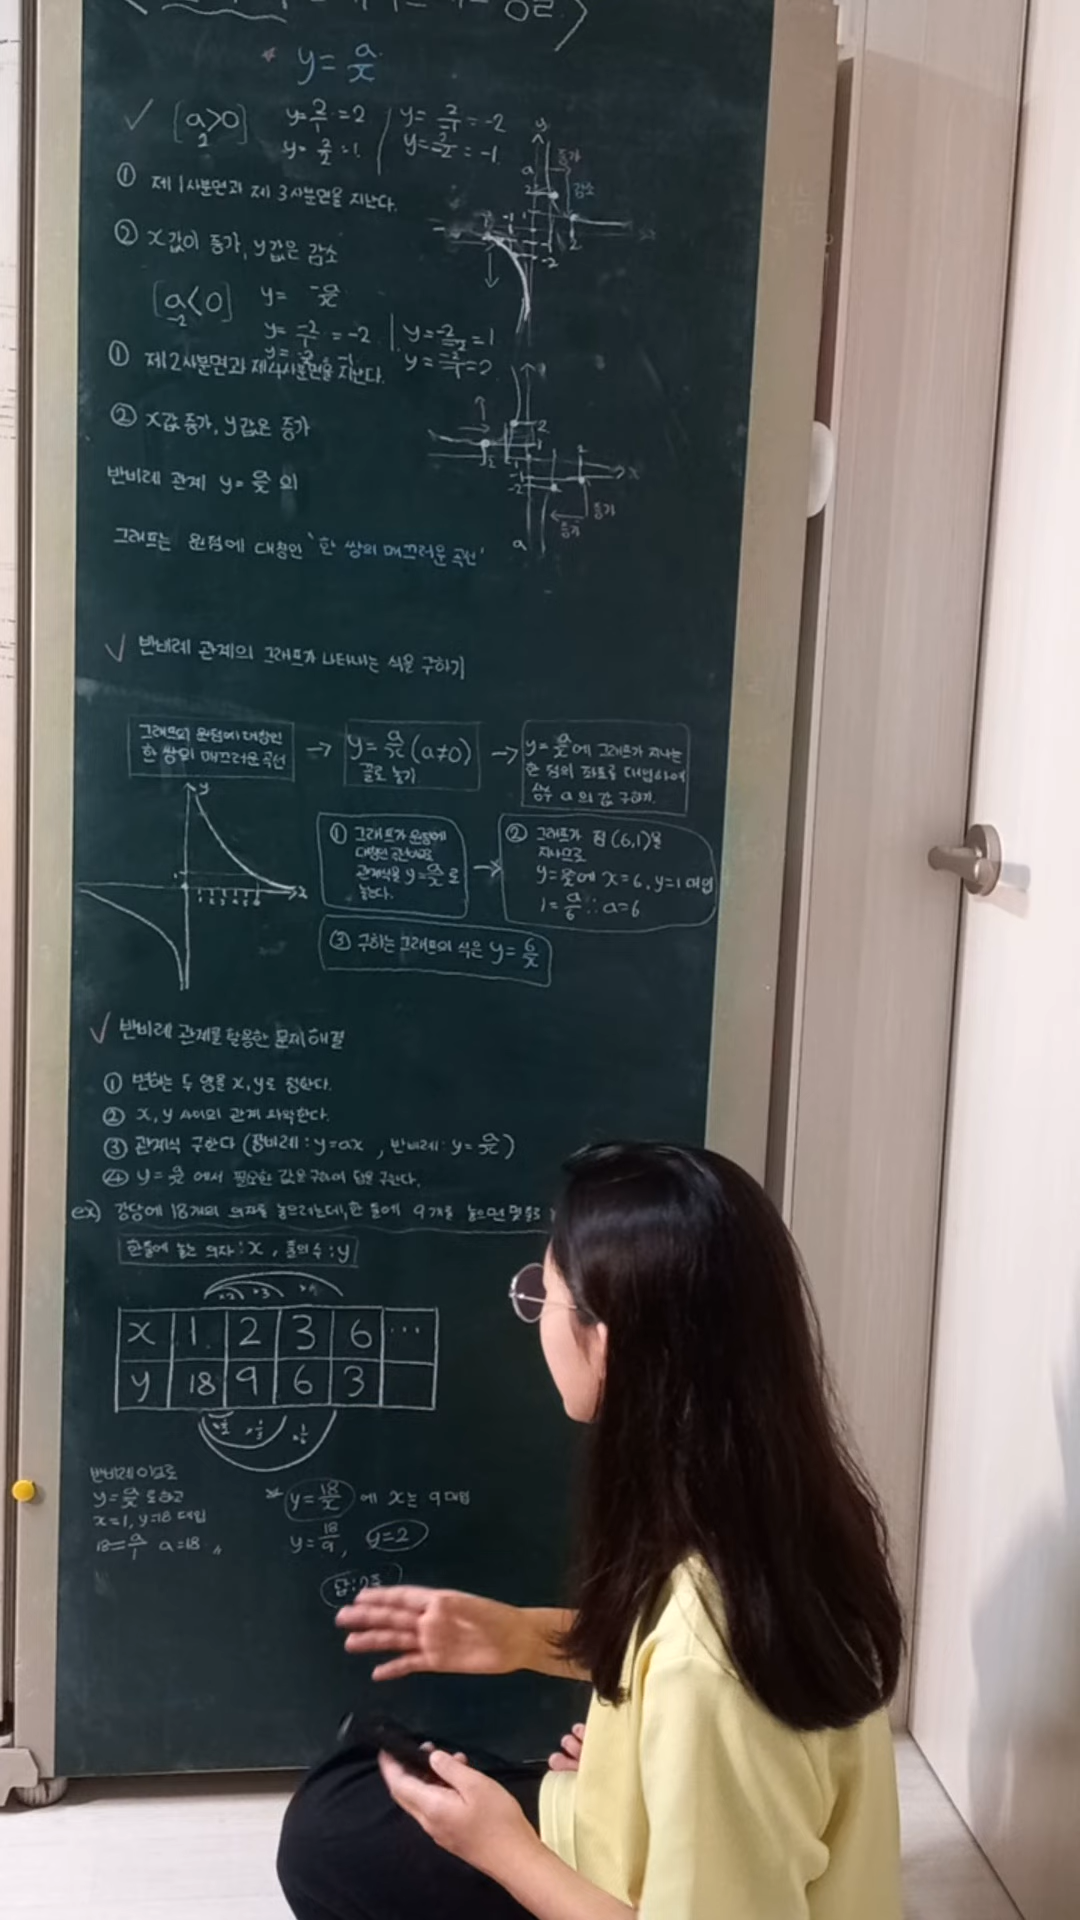 y= a/x
[a>0] y=2/1=2 y=2/-1=-2
2 y=2/2=1. y=2/-2=-1.
① 제1사분면과 제3사분면을 지난다.
② x값이 증가, y값은 감소
증가
감소
[a<0] y= -a/x
-2 y= -2/1 = -2 y=-2/-2=1
y= -2/2 -1 y=-2/-1=2
① 제2사분면과 제4사분면을 지난다.
② x값 증가, y값은 증가
증가
증가
반비례 관계 y= a/x 의
그래프는 원점에 대칭인 '한 쌍의 매끄러운 곡선'
반비례 관계의 그래프가 나타내는 식을 구하기
그래프의 원점에 대칭인
한 쌍의 매끄러운 곡선
→ y= a/x (a≠0)
꼴로 놓기
→ y= a/x 에 그래프가 지나는
한 점의 좌표를 대입하여
상수 a의 값 구하기.
① 그래프가 원점에
대칭인 곡선이므로
관계식을 y= a/x 로
놓는다.
② 그래프가 점 (6,1)을
지나므로
y= a/x 에 x=6, y=1 대입
1= a/6 ∴ a=6
③ 구하는 그래프의 식은 y= 6/x
반비례 관계를 활용한 문제해결
① 변하는 두 양을 x, y로 정한다.
② x, y 사이의 관계 파악한다.
③ 관계식 구한다 (정비례: y=ax , 반비례: y= a/x)
④ y= a/x 에서 필요한 값을 구하여 답을 구한다.
ex) 강당에 18개의 의자를 놓으려는데, 한 줄에 9개를 놓으면 몇 줄
한줄에 놓는 의자: x , 줄의 수: y
x 1 2 3 6 ...
y 18 9 6 3
반비례이므로
y= a/x 로 하고
x=1, y=18 대입
18= a/1 a=18
y= 18/x 에 x는 9 대입
y= 18/9, y=2
답: 2줄